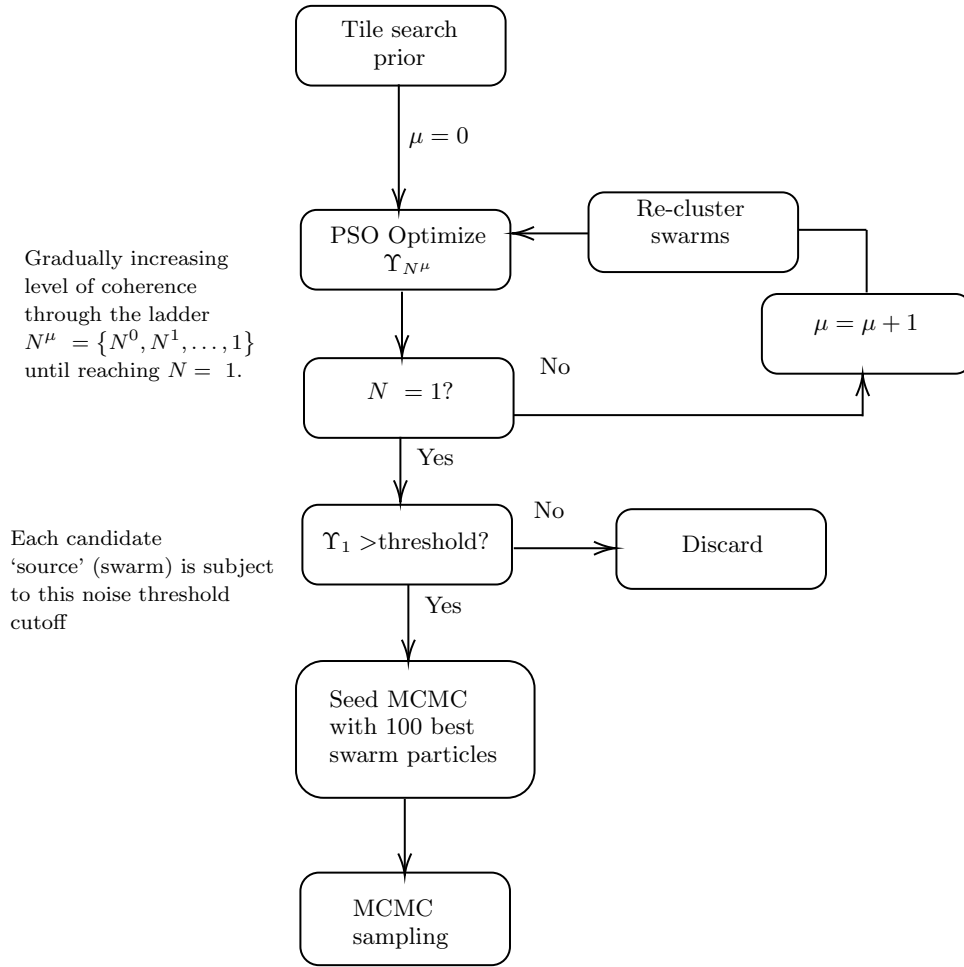 Tile search
prior
μ = 0
Re-cluster
swarms
PSO Optimize
ϒ_{N^μ}
Gradually increasing
level of coherence
through the ladder
N^μ = {N^0, N^1, . . . , 1}
until reaching N = 1.
μ = μ + 1
No
N = 1?
Yes
No
Each candidate
‘source’ (swarm) is subject
to this noise threshold
cutoff
ϒ_1 >threshold?
Discard
Yes
Seed MCMC
with 100 best
swarm particles
MCMC
sampling